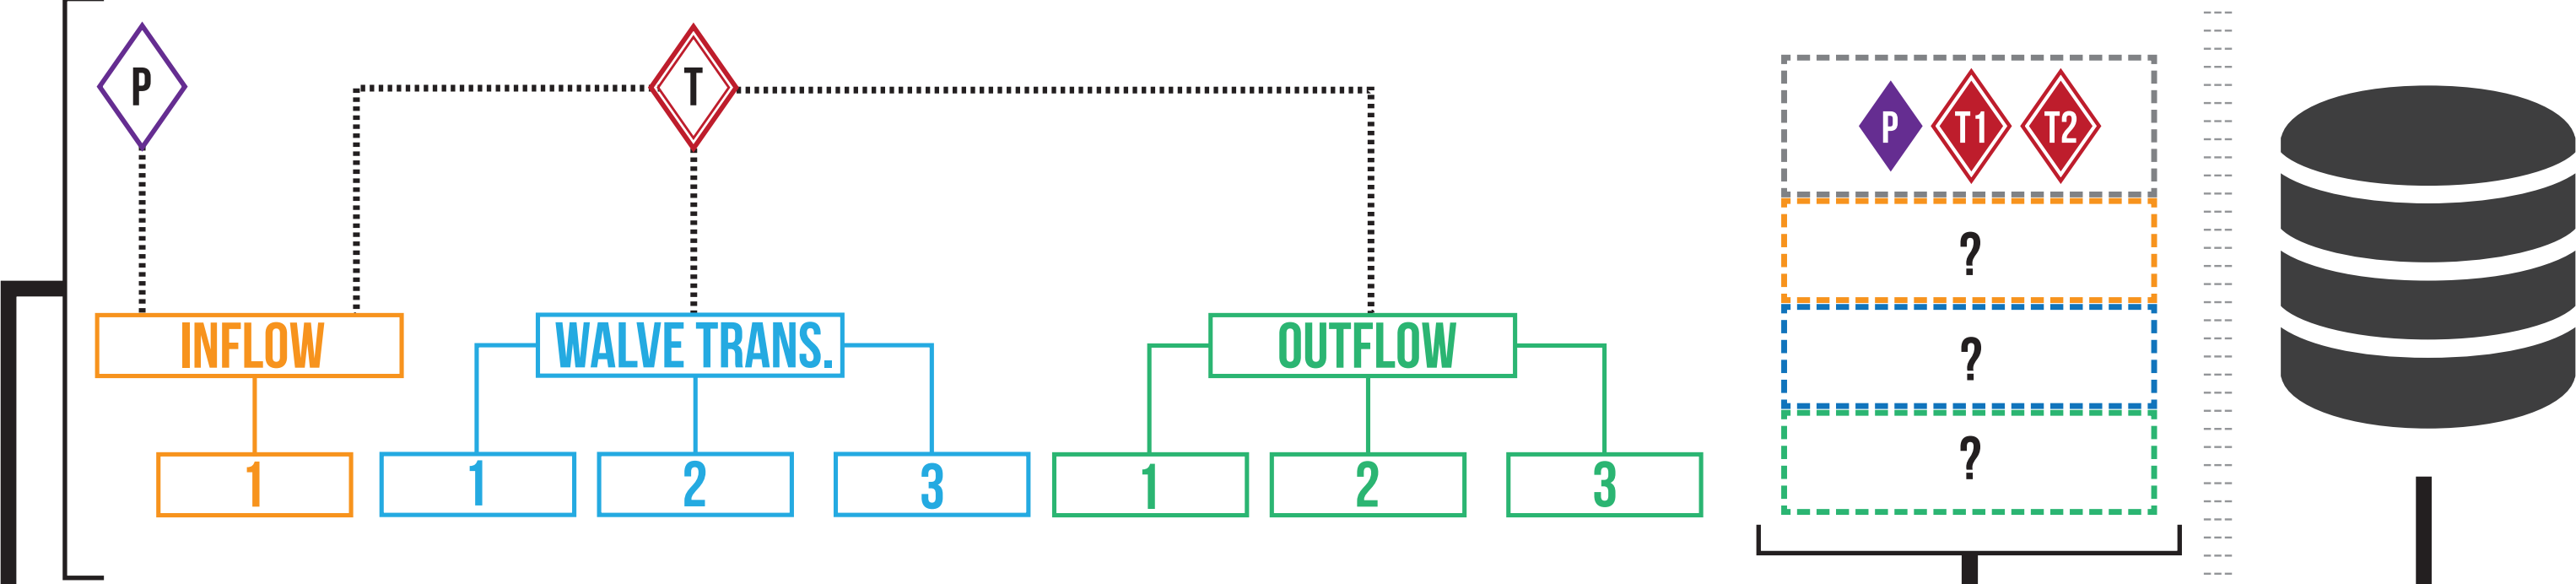 P
T
P T1 T2
?
INFLOW WALVE TRANS. OUTFLOW
?
1 1 2 3 1 2 3
?